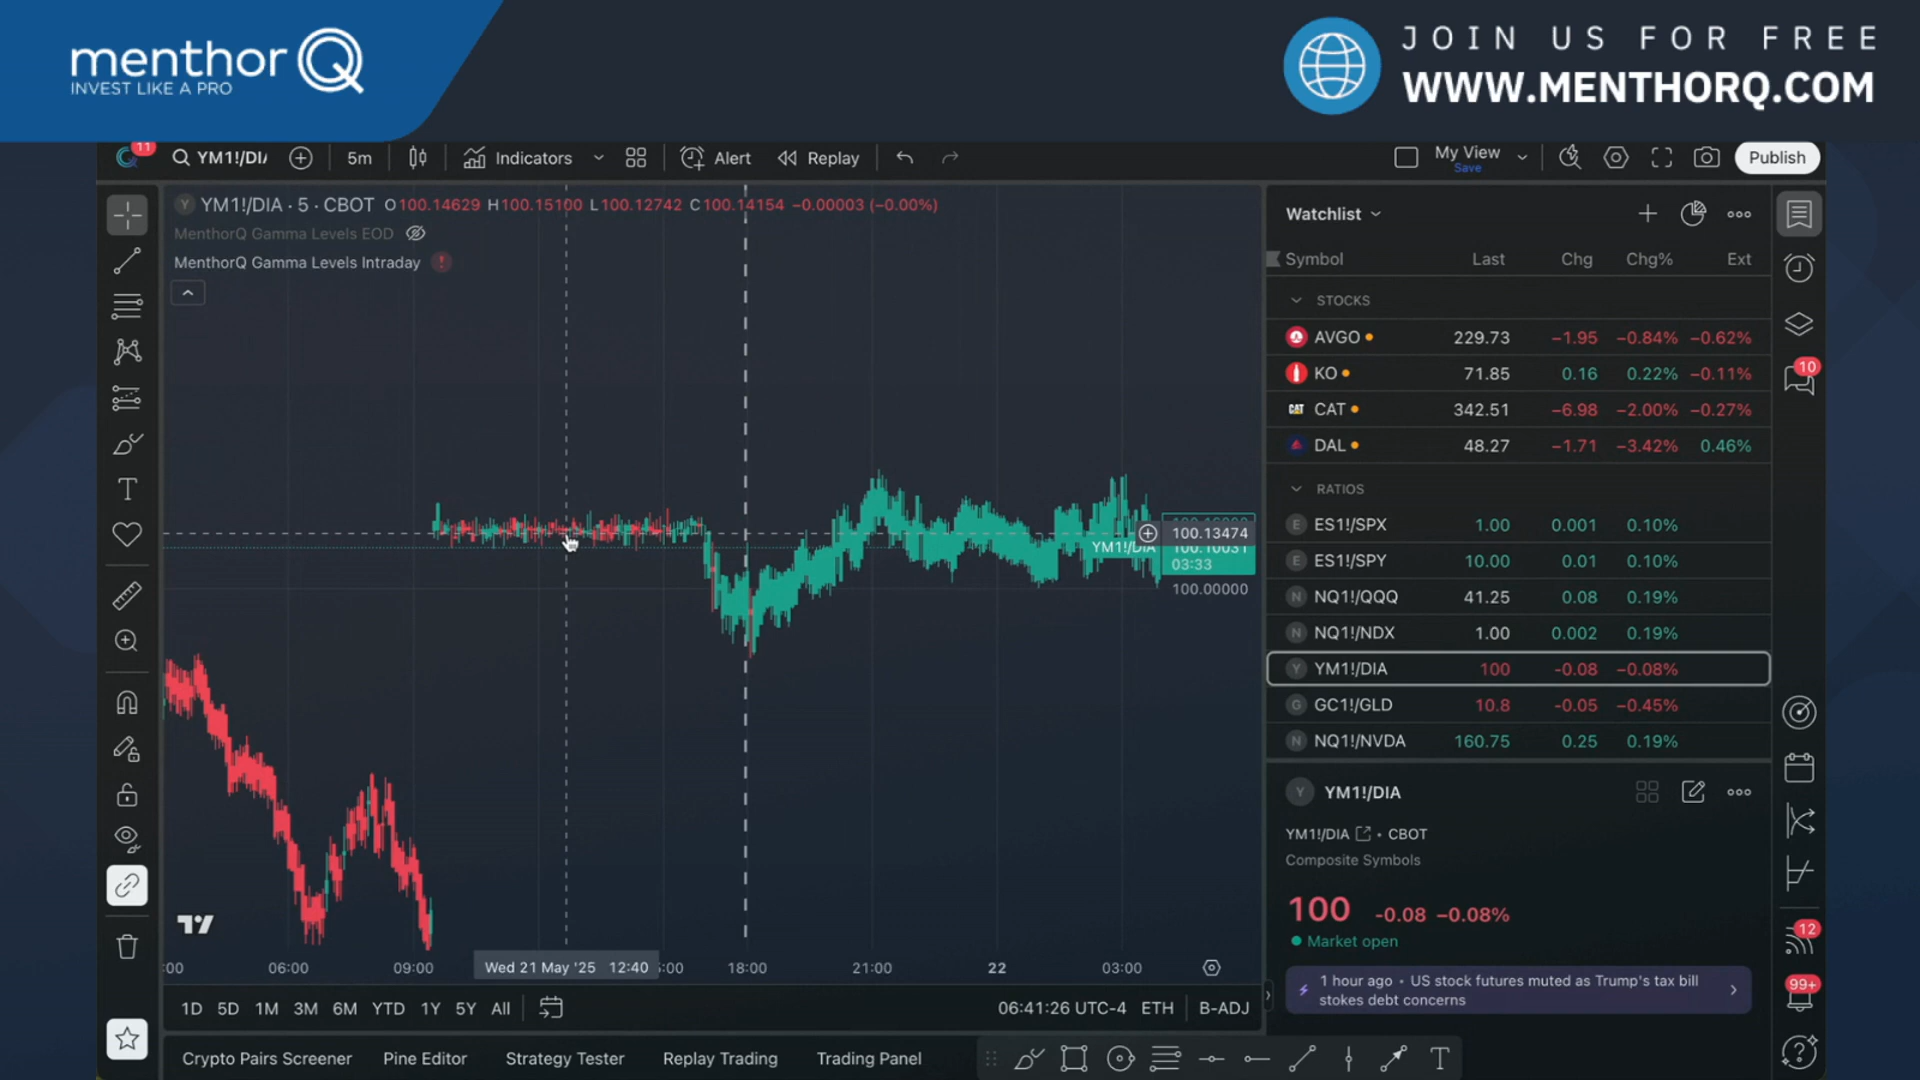 menthorQ
INVEST LIKE A PRO
JOIN US FOR FREE
WWW.MENTHORQ.COM
11
YM1!/DI
5m
Indicators
Alert
Replay
My View
Save
Publish
YM1!/DIA · 5 · CBOT O100.14629 H100.15100 L100.12742 C100.14154 −0.00003 (−0.00%)
MenthorQ Gamma Levels EOD
MenthorQ Gamma Levels Intraday
100.13474
YM1!/DIA
03:33
100.00000
06:00
09:00
Wed 21 May '25 12:40
:00
18:00
21:00
22
03:00
1D 5D 1M 3M 6M YTD 1Y 5Y All
06:41:26 UTC-4 ETH B-ADJ
Crypto Pairs Screener
Pine Editor
Strategy Tester
Replay Trading
Trading Panel
Watchlist
Symbol Last Chg Chg% Ext
STOCKS
AVGO 229.73 −1.95 −0.84% −0.62%
KO 71.85 0.16 0.22% −0.11%
CAT CAT 342.51 −6.98 −2.00% −0.27%
DAL 48.27 −1.71 −3.42% 0.46%
RATIOS
E ES1!/SPX 1.00 0.001 0.10%
E ES1!/SPY 10.00 0.01 0.10%
N NQ1!/QQQ 41.25 0.08 0.19%
N NQ1!/NDX 1.00 0.002 0.19%
Y YM1!/DIA 100 -0.08 −0.08%
G GC1!/GLD 10.8 -0.05 −0.45%
N NQ1!/NVDA 160.75 0.25 0.19%
Y YM1!/DIA
YM1!/DIA • CBOT
Composite Symbols
100 -0.08 −0.08%
Market open
1 hour ago • US stock futures muted as Trump's tax bill
stokes debt concerns
10
12
99+